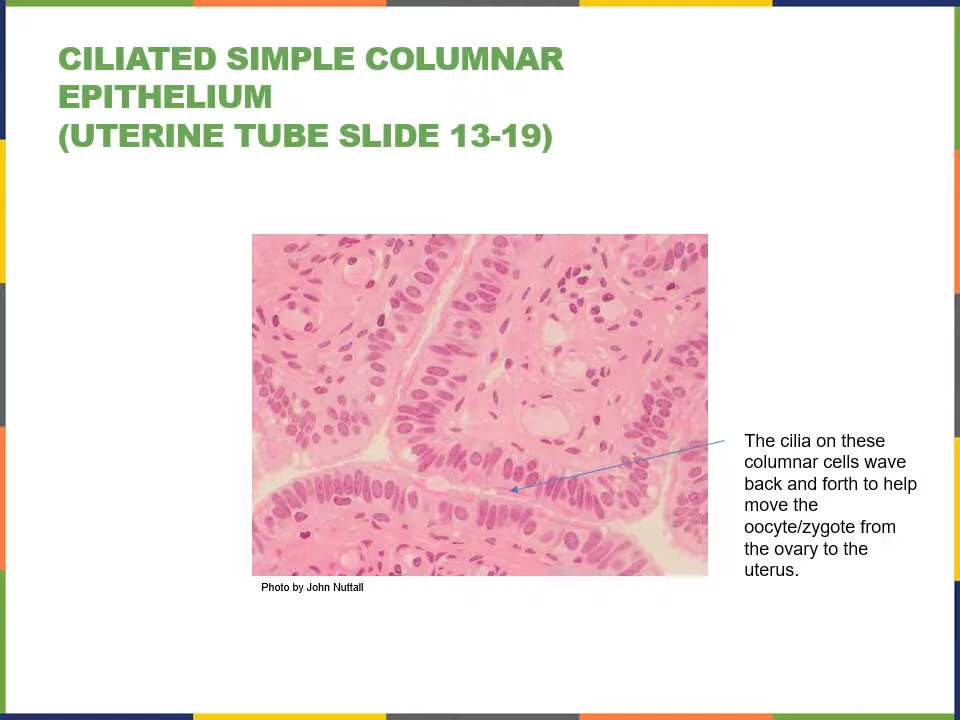 CILIATED SIMPLE COLUMNAR
EPITHELIUM
(UTERINE TUBE SLIDE 13-19)
The cilia on these
columnar cells wave
back and forth to help
move the
oocyte/zygote from
the ovary to the
uterus.
Photo by John Nuttall